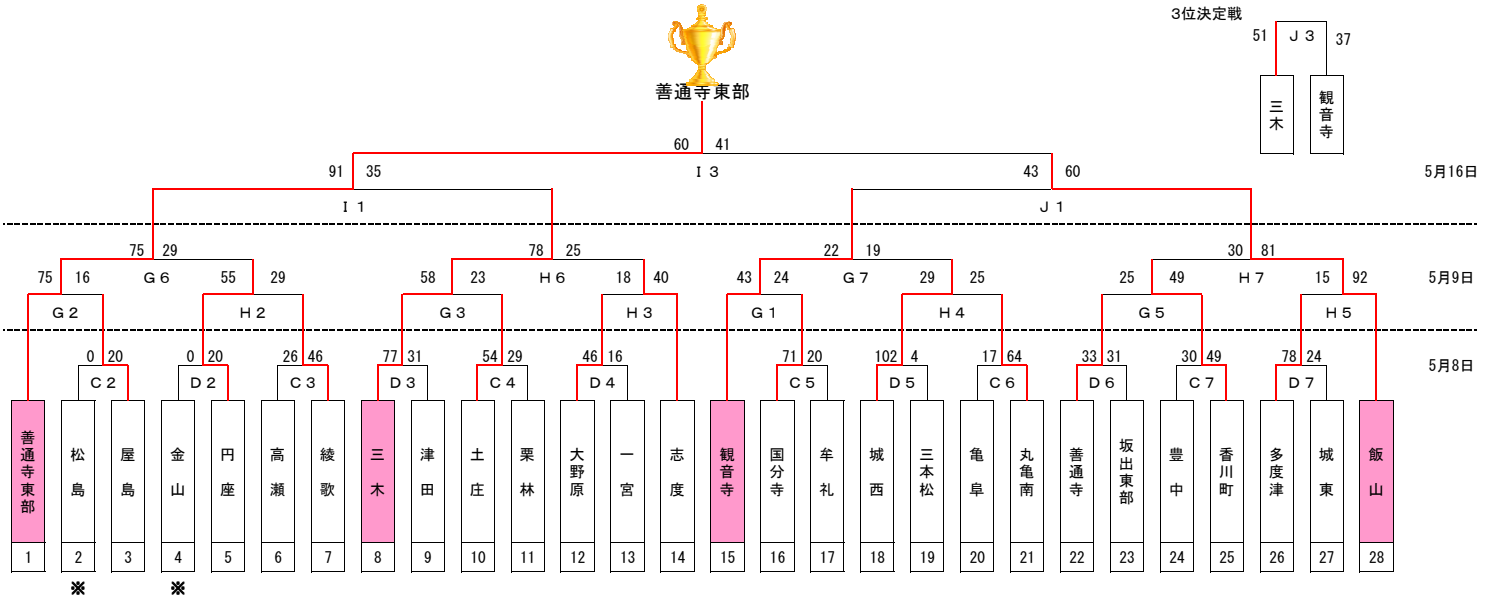 3位決定戦
51 J3 37
三木
観音寺
善通寺東部
60 41
91 35 I3 43 60 5月16日
I1 J1
75 29 78 25 22 19 30 81
75 16 G6 55 29 58 23 H6 18 40 43 24 G7 29 25 25 49 H7 15 92 5月9日
G2 H2 G3 H3 G1 H4 G5 H5
0 20 0 20 26 46 77 31 54 29 46 16 71 20 102 4 17 64 33 31 30 49 78 24 5月8日
C2 D2 C3 D3 C4 D4 C5 D5 C6 D6 C7 D7
善通寺東部
松島
屋島
金山
円座
高瀬
綾歌
三木
津田
土庄
栗林
大野原
一宮
志度
観音寺
国分寺
牟礼
城西
三本松
亀阜
丸亀南
善通寺
坂出東部
豊中
香川町
多度津
城東
飯山
1 2 3 4 5 6 7 8 9 10 11 12 13 14 15 16 17 18 19 20 21 22 23 24 25 26 27 28
※ ※